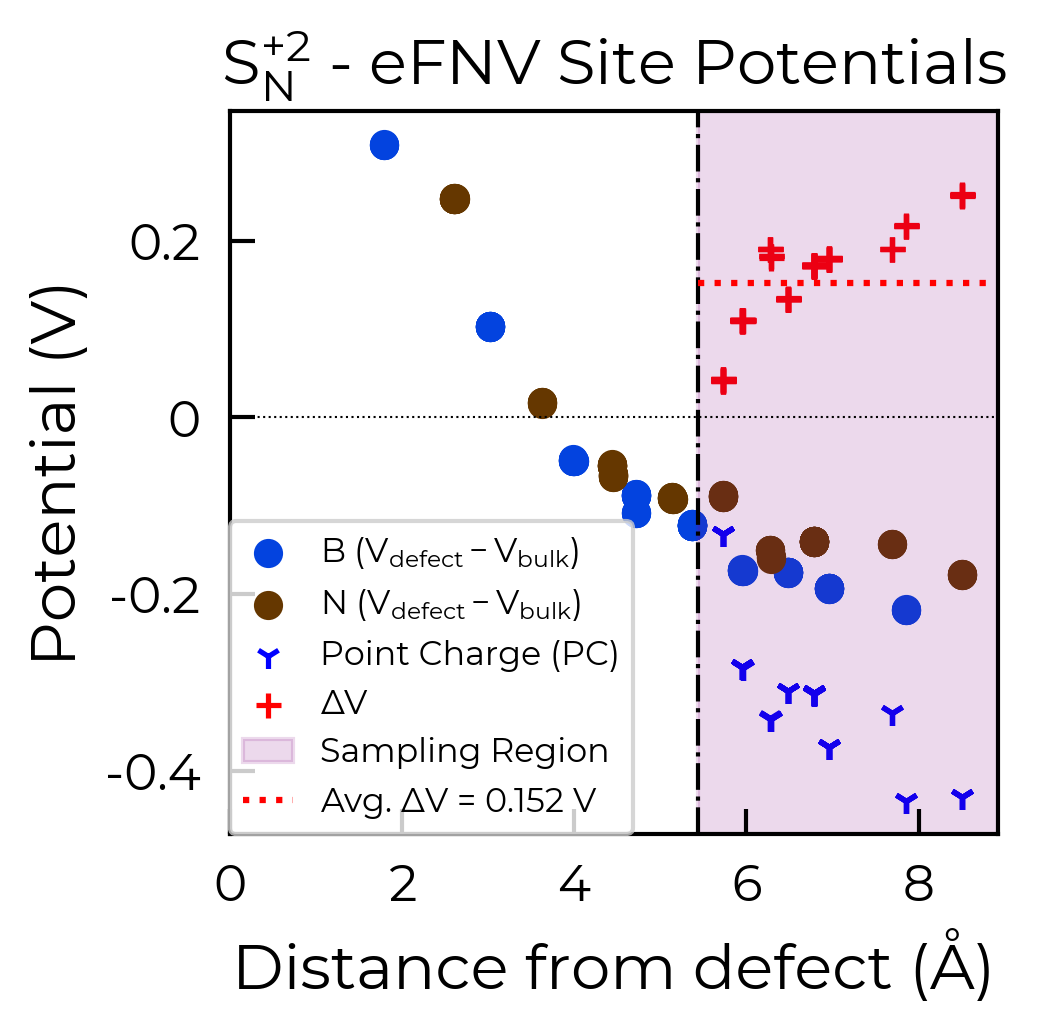 S_N^{+2} - eFNV Site Potentials
Potential (V)
0.2
0
-0.2
-0.4
B (V_defect − V_bulk)
N (V_defect − V_bulk)
Point Charge (PC)
ΔV
Sampling Region
Avg. ΔV = 0.152 V
0 2 4 6 8
Distance from defect (Å)